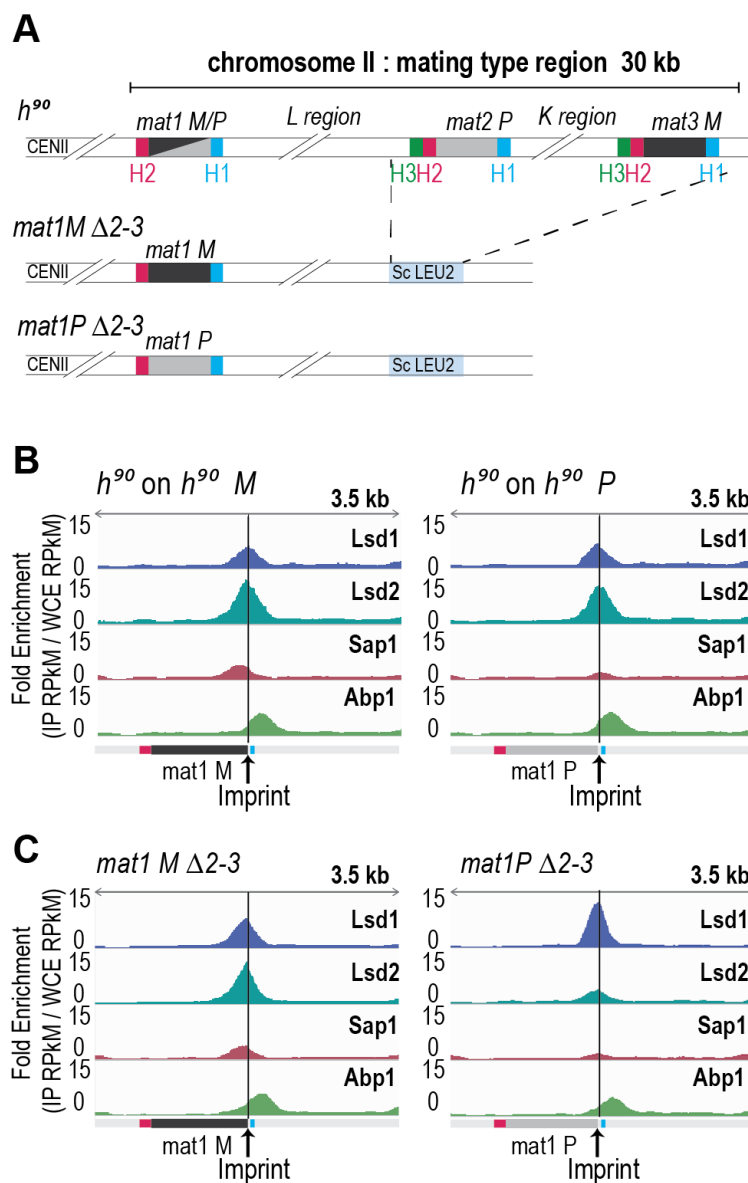 A
chromosome II : mating type region 30 kb
h⁹⁰
mat1 M/P
L region
mat2 P
K region
mat3 M
CENII
H2
H1
H3
H2
H1
H3
H2
H1
mat1M Δ2-3
mat1 M
CENII
Sc LEU2
mat1P Δ2-3
mat1 P
CENII
Sc LEU2
B
h⁹⁰ on h⁹⁰ M
3.5 kb
Fold Enrichment
(IP RPkM / WCE RPkM)
15
0
Lsd1
15
0
Lsd2
15
0
Sap1
15
0
Abp1
mat1 M
Imprint
h⁹⁰ on h⁹⁰ P
3.5 kb
15
0
Lsd1
15
0
Lsd2
15
0
Sap1
15
0
Abp1
mat1 P
Imprint
C
mat1 M Δ2-3
3.5 kb
Fold Enrichment
(IP RPkM / WCE RPkM)
15
0
Lsd1
15
0
Lsd2
15
0
Sap1
15
0
Abp1
mat1 M
Imprint
mat1P Δ2-3
3.5 kb
15
0
Lsd1
15
0
Lsd2
15
0
Sap1
15
0
Abp1
mat1 P
Imprint